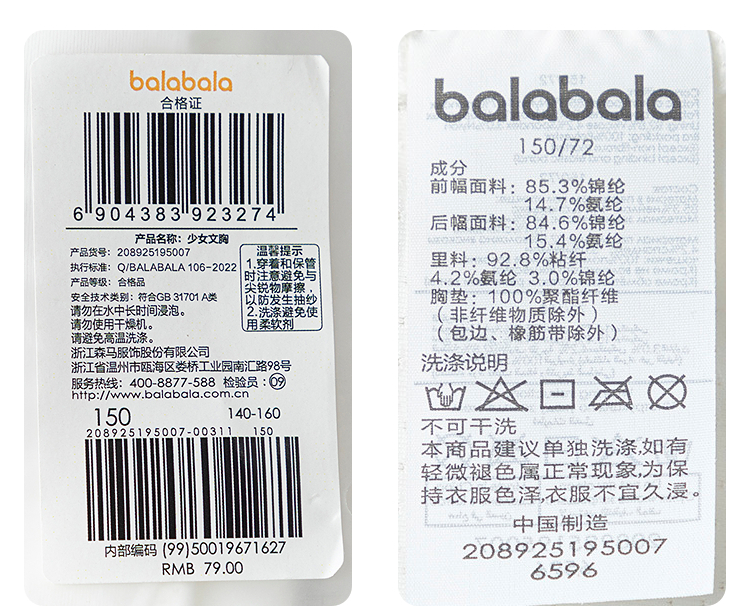 balabala
合格证
6 904383 923274
产品名称：少女文胸
产品货号：208925195007
执行标准：Q/BALABALA 106-2022
产品等级：合格品
安全技术类别：符合GB 31701 A类
请勿在水中长时间浸泡。
请勿使用干燥机。
请避免高温洗涤。
温馨提示
1.穿着和保管
时注意避免与
尖锐物摩擦，
以防发生抽纱
2.洗涤避免使
用柔软剂
浙江森马服饰股份有限公司
浙江省温州市瓯海区娄桥工业园南汇路98号
服务热线：400-8877-588 检验员：09
http://www.balabala.com.cn
150 140-160
208925195007-00311 150
内部编码 (99)50019671627
RMB 79.00
balabala
150/72
成分
前幅面料：85.3%锦纶
14.7%氨纶
后幅面料：84.6%锦纶
15.4%氨纶
里料：92.8%粘纤
4.2%氨纶 3.0%锦纶
胸垫：100%聚酯纤维
（非纤维物质除外）
（包边、橡筋带除外）
洗涤说明
不可干洗
本商品建议单独洗涤,如有
轻微褪色属正常现象,为保
持衣服色泽,衣服不宜久浸。
中国制造
208925195007
6596